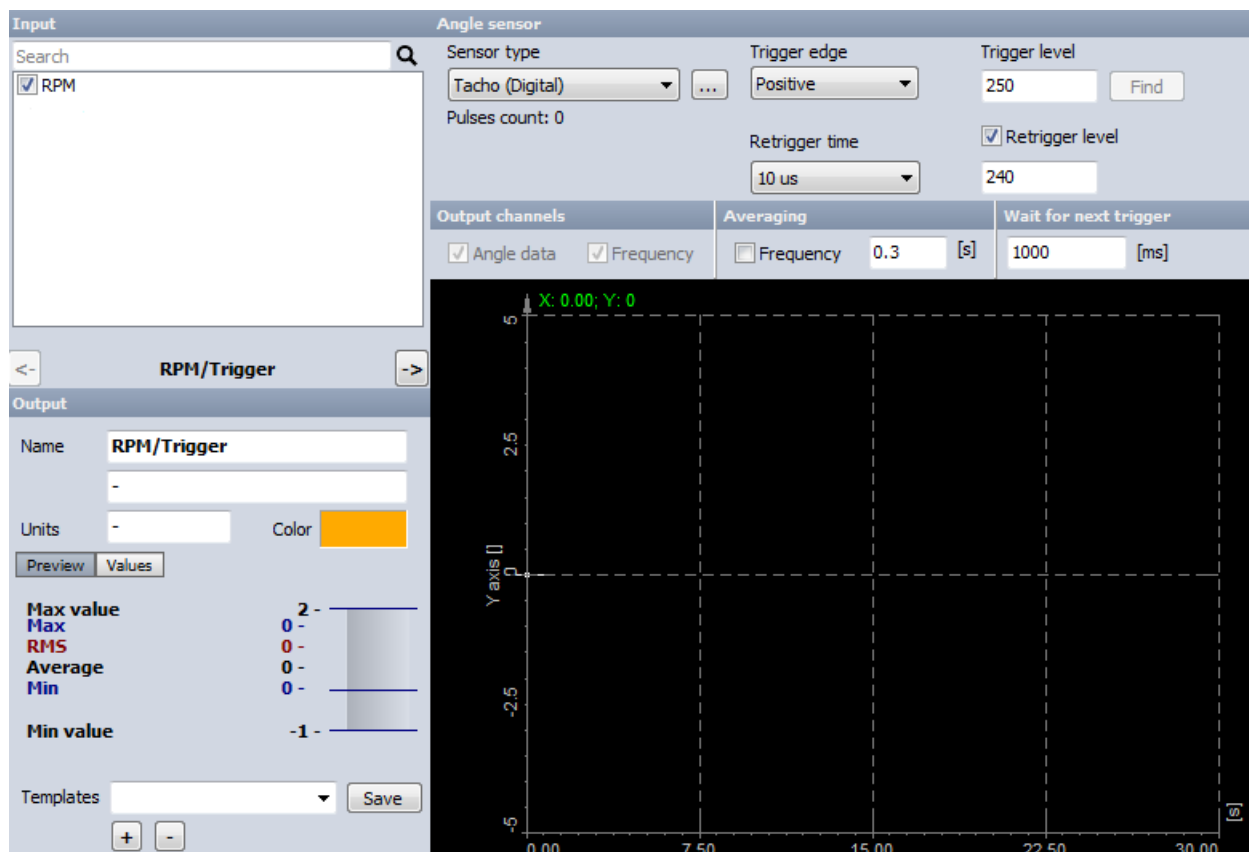 Input
Search
RPM
<-
RPM/Trigger
->
Output
Name
RPM/Trigger
-
Units
-
Color
Preview
Values
Max value
2 -
Max
0 -
RMS
0 -
Average
0 -
Min
0 -
Min value
-1 -
Templates
Save
+
-
Angle sensor
Sensor type
Tacho (Digital)
...
Pulses count: 0
Trigger edge
Positive
Trigger level
250
Find
Retrigger time
10 us
Retrigger level
240
Output channels
Angle data
Frequency
Averaging
Frequency
0.3
[s]
Wait for next trigger
1000
[ms]
X: 0.00; Y: 0
5
2.5
0
-2.5
-5
Y axis []
0.00
7.50
15.00
22.50
30.00
[s]